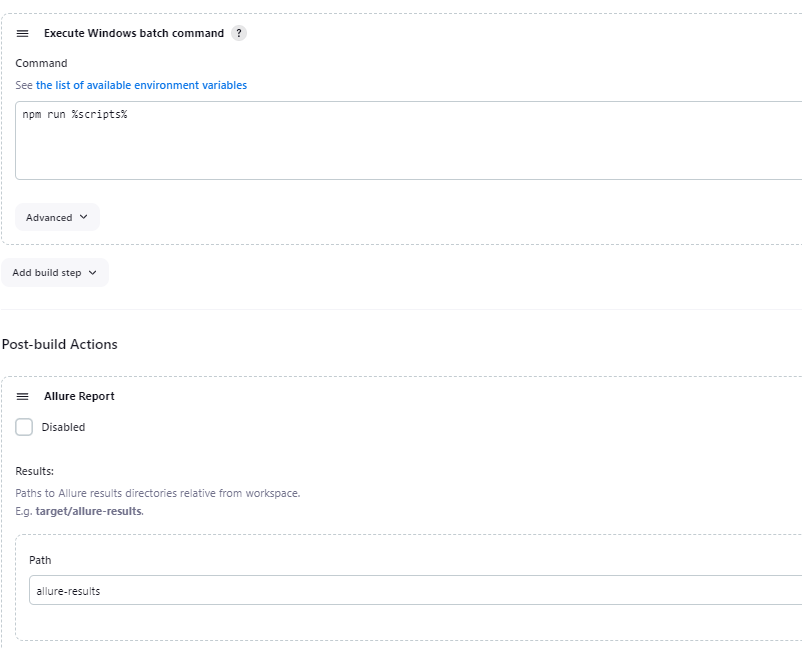 Execute Windows batch command ?
Command
See the list of available environment variables
npm run %scripts%
Advanced
Add build step
Post-build Actions
Allure Report
Disabled
Results:
Paths to Allure results directories relative from workspace.
E.g. target/allure-results.
Path
allure-results